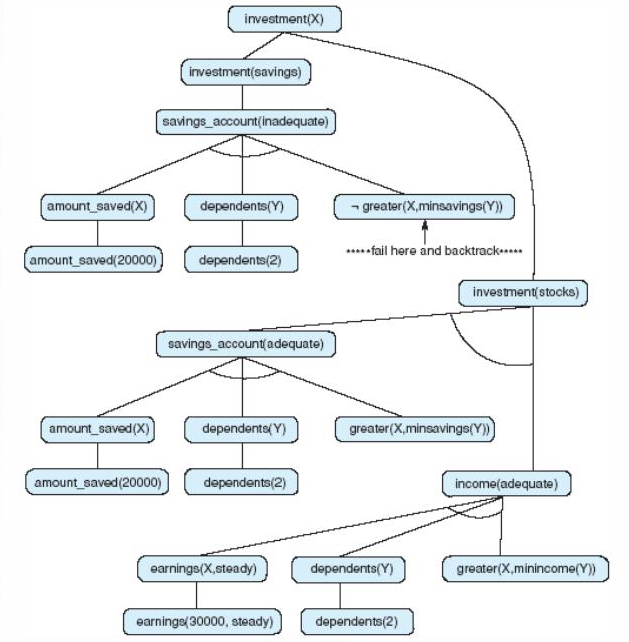 investment(X)
investment(savings)
savings_account(inadequate)
amount_saved(X)
dependents(Y)
¬ greater(X,minsavings(Y))
amount_saved(20000)
dependents(2)
*****fail here and backtrack*****
investment(stocks)
savings_account(adequate)
amount_saved(X)
dependents(Y)
greater(X,minsavings(Y))
amount_saved(20000)
dependents(2)
income(adequate)
earnings(X,steady)
dependents(Y)
greater(X,minincome(Y))
earnings(30000, steady)
dependents(2)